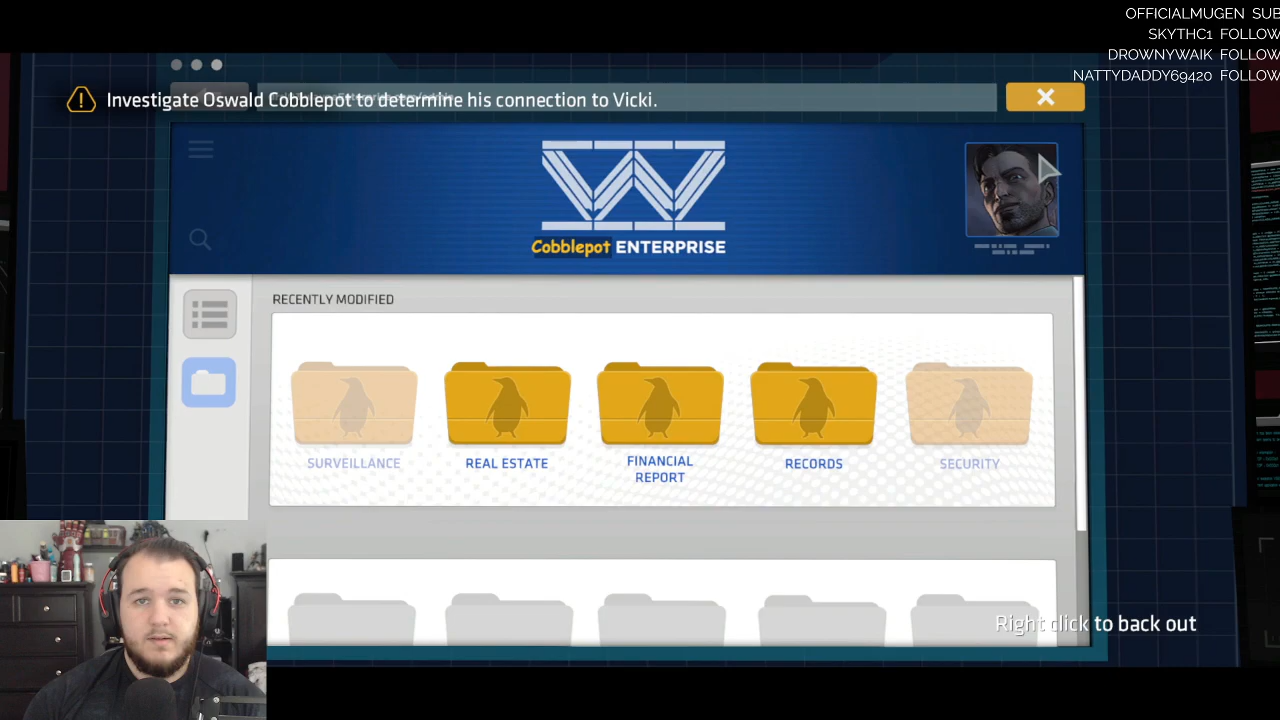 OFFICIALMUGEN SUB
SKYTHC1 FOLLOW
DROWNYWAIK FOLLOW
NATTYDADDY69420 FOLLOW
Investigate Oswald Cobblepot to determine his connection to Vicki.
Cobblepot ENTERPRISE
RECENTLY MODIFIED
SURVEILLANCE
REAL ESTATE
FINANCIAL
REPORT
RECORDS
SECURITY
Right click to back out